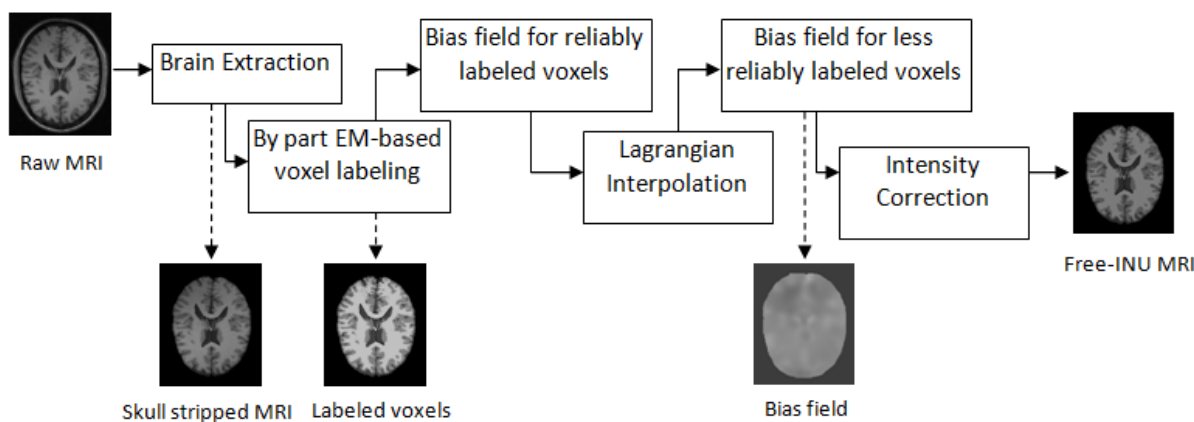 Raw MRI
Brain Extraction
By part EM-based
voxel labeling
Bias field for reliably
labeled voxels
Lagrangian
Interpolation
Bias field for less
reliably labeled voxels
Intensity
Correction
Free-INU MRI
Skull stripped MRI
Labeled voxels
Bias field